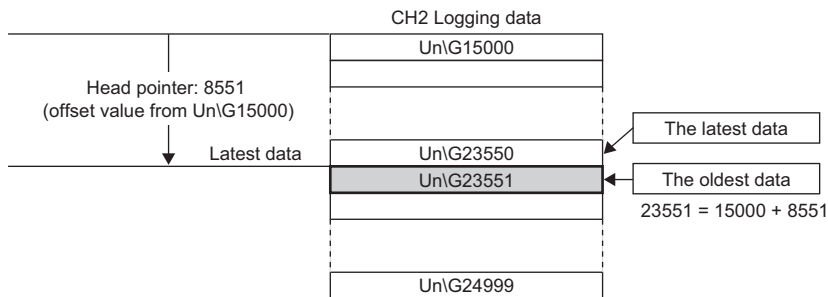 CH2 Logging data
Un\G15000
Head pointer: 8551
(offset value from Un\G15000)
The latest data
Latest data
Un\G23550
Un\G23551
The oldest data
23551 = 15000 + 8551
Un\G24999